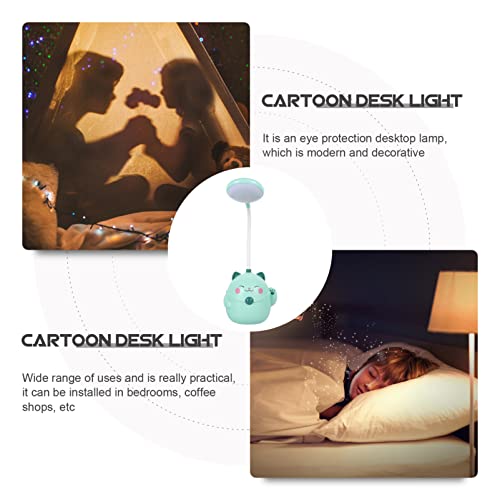 CARTOON DESK LIGHT
It is an eye protection desktop lamp,
which is modern and decorative
CARTOON DESK LIGHT
Wide range of uses and is really practical,
it can be installed in bedrooms, coffee
shops, etc